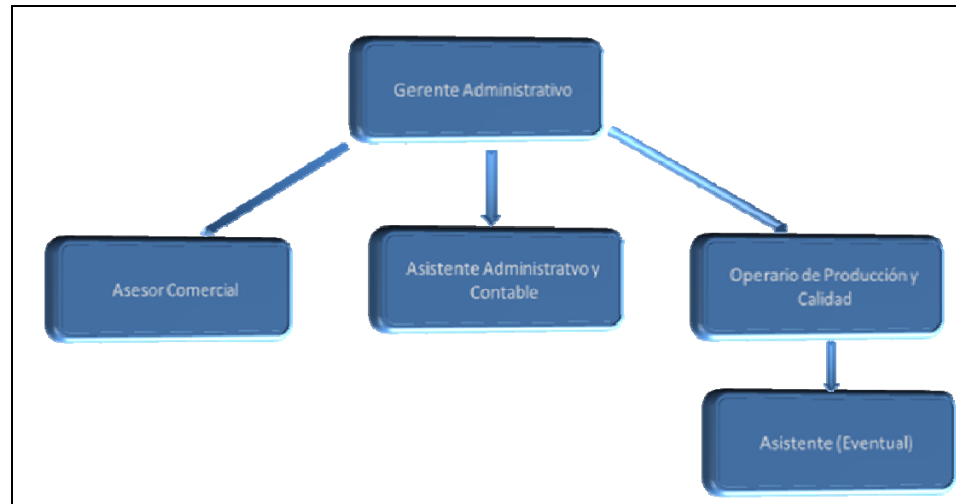 Gerente Administrativo
Asesor Comercial
Asistente Administratvo y
Contable
Operario de Producción y
Calidad
Asistente (Eventual)